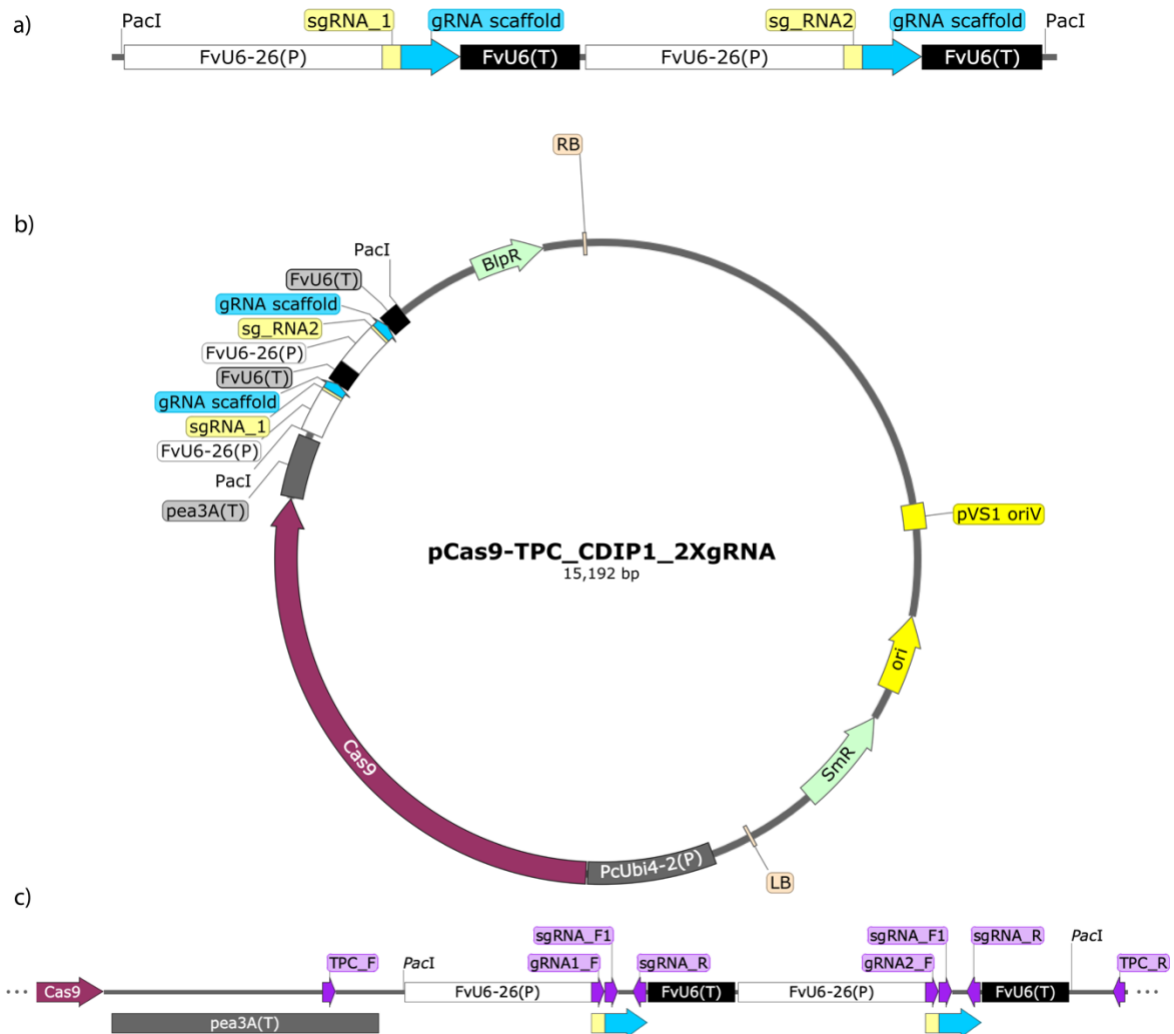 a)
PacI
sgRNA_1
gRNA scaffold
sg_RNA2
gRNA scaffold
PacI
FvU6-26(P)
FvU6(T)
FvU6-26(P)
FvU6(T)
b)
RB
BlpR
PacI
FvU6(T)
gRNA scaffold
sg_RNA2
FvU6-26(P)
FvU6(T)
gRNA scaffold
sgRNA_1
FvU6-26(P)
PacI
pea3A(T)
pVS1 oriV
pCas9-TPC_CDIP1_2XgRNA
15,192 bp
ori
SmR
Cas9
PcUbi4-2(P)
LB
c)
sgRNA_F1
sgRNA_F1
sgRNA_R
PacI
TPC_F
PacI
gRNA1_F
sgRNA_R
gRNA2_F
TPC_R
... Cas9
FvU6-26(P)
FvU6(T)
FvU6-26(P)
FvU6(T)
...
pea3A(T)